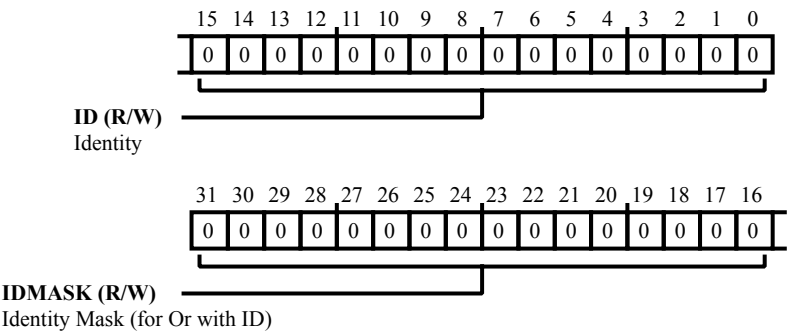 15 14 13 12 11 10 9 8 7 6 5 4 3 2 1 0
0 0 0 0 0 0 0 0 0 0 0 0 0 0 0 0
ID (R/W)
Identity
31 30 29 28 27 26 25 24 23 22 21 20 19 18 17 16
0 0 0 0 0 0 0 0 0 0 0 0 0 0 0 0
IDMASK (R/W)
Identity Mask (for Or with ID)